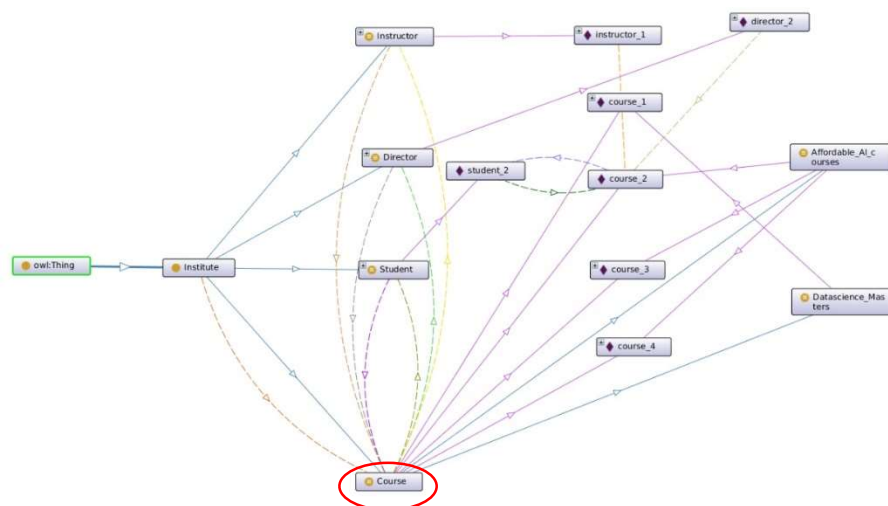 director_2
Instructor
instructor_1
course_1
Director
Affordable_AI_c
ourses
student_2
course_2
owl:Thing
Institute
Student
course_3
Datascience_Mas
ters
course_4
Course